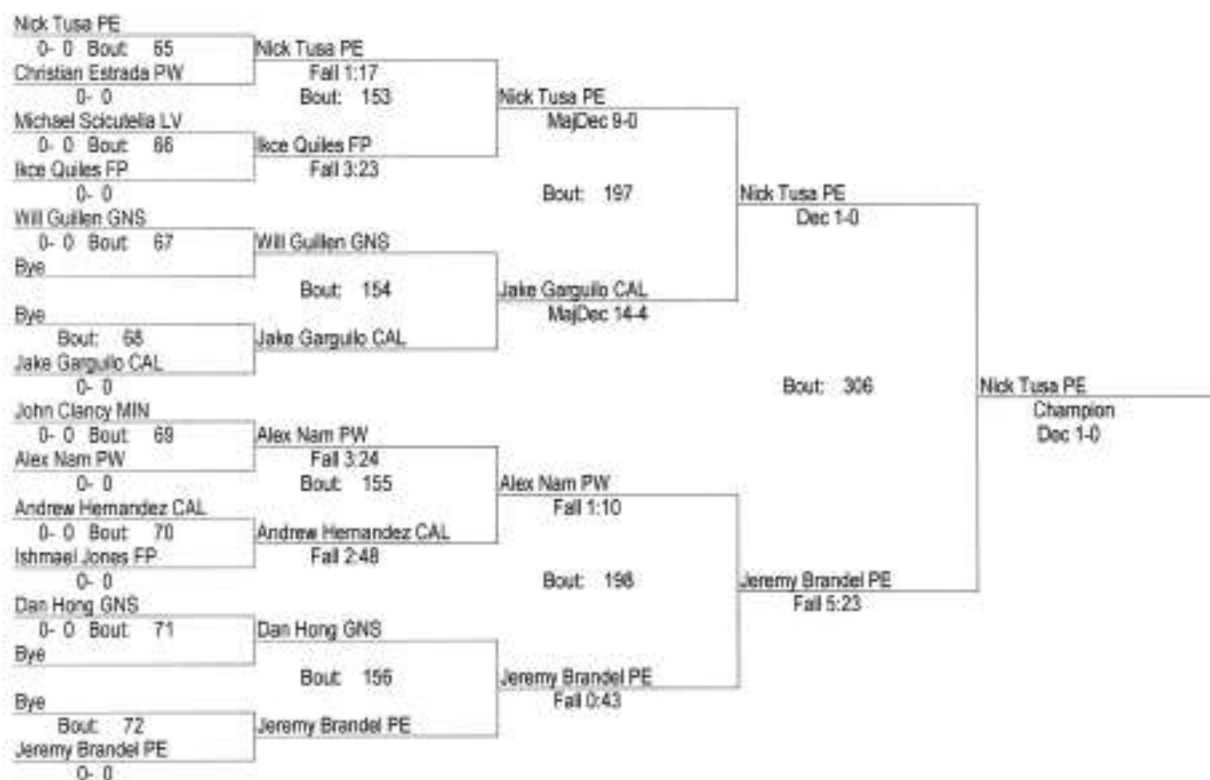 Nick Tusa PE
0- 0 Bout: 65
Christian Estrada PW
0- 0
Michael Scicutella LV
0- 0 Bout: 66
Ikce Quiles FP
0- 0
Will Guillen GNS
0- 0 Bout: 67
Bye
Bye
Bout: 68
Jake Garguilo CAL
0- 0
John Clancy MIN
0- 0 Bout: 69
Alex Nam PW
0- 0
Andrew Hernandez CAL
0- 0 Bout: 70
Ishmael Jones FP
0- 0
Dan Hong GNS
0- 0 Bout: 71
Bye
Bye
Bout: 72
Jeremy Brandel PE
0- 0
Nick Tusa PE
Fall 1:17
Bout: 153
Ikce Quiles FP
Fall 3:23
Will Guillen GNS
Bout: 154
Jake Garguilo CAL
Alex Nam PW
Fall 3:24
Bout: 155
Andrew Hernandez CAL
Fall 2:48
Dan Hong GNS
Bout: 156
Jeremy Brandel PE
Nick Tusa PE
MajDec 9-0
Bout: 197
Jake Garguilo CAL
MajDec 14-4
Alex Nam PW
Fall 1:10
Bout: 198
Jeremy Brandel PE
Fall 0:43
Nick Tusa PE
Dec 1-0
Bout: 306
Jeremy Brandel PE
Fall 5:23
Nick Tusa PE
Champion
Dec 1-0